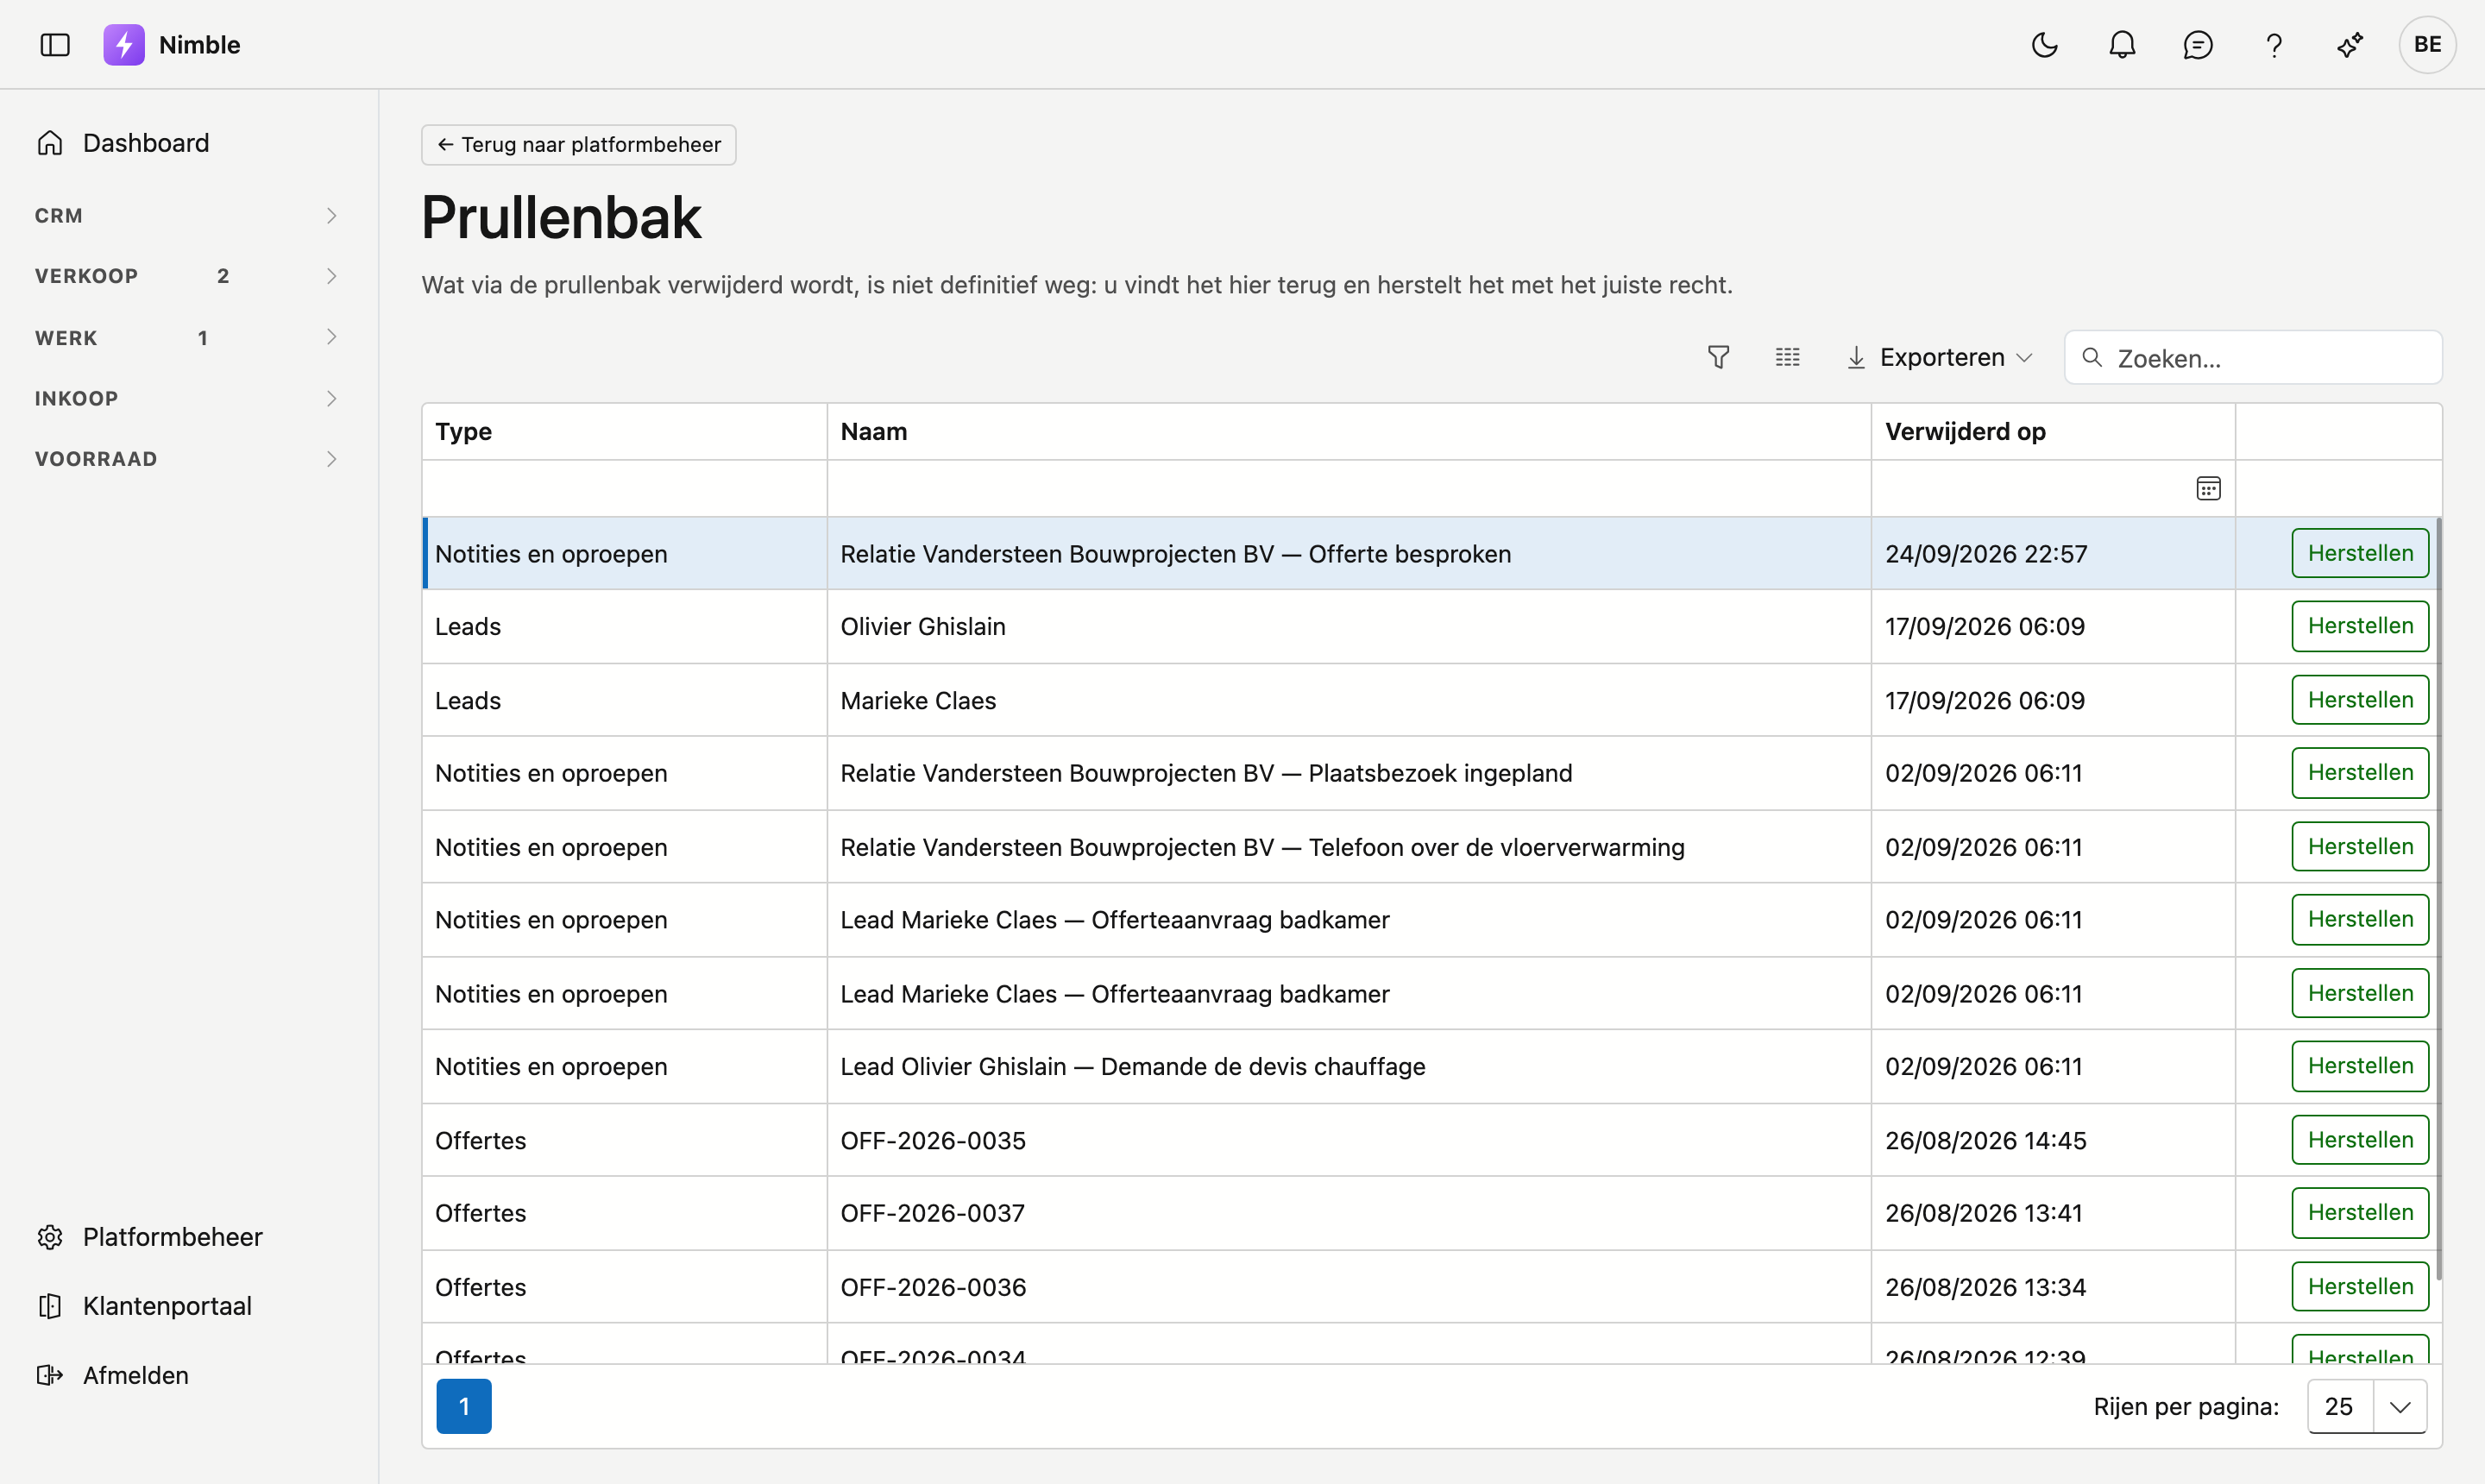 Nimble
BE
Dashboard
CRM
VERKOOP 2
WERK 1
INKOOP
VOORRAAD
Platformbeheer
Klantenportaal
Afmelden
← Terug naar platformbeheer
Prullenbak
Wat via de prullenbak verwijderd wordt, is niet definitief weg: u vindt het hier terug en herstelt het met het juiste recht.
Exporteren
Zoeken...
Type Naam Verwijderd op
Notities en oproepen Relatie Vandersteen Bouwprojecten BV — Offerte besproken 24/09/2026 22:57 Herstellen
Leads Olivier Ghislain 17/09/2026 06:09 Herstellen
Leads Marieke Claes 17/09/2026 06:09 Herstellen
Notities en oproepen Relatie Vandersteen Bouwprojecten BV — Plaatsbezoek ingepland 02/09/2026 06:11 Herstellen
Notities en oproepen Relatie Vandersteen Bouwprojecten BV — Telefoon over de vloerverwarming 02/09/2026 06:11 Herstellen
Notities en oproepen Lead Marieke Claes — Offerteaanvraag badkamer 02/09/2026 06:11 Herstellen
Notities en oproepen Lead Marieke Claes — Offerteaanvraag badkamer 02/09/2026 06:11 Herstellen
Notities en oproepen Lead Olivier Ghislain — Demande de devis chauffage 02/09/2026 06:11 Herstellen
Offertes OFF-2026-0035 26/08/2026 14:45 Herstellen
Offertes OFF-2026-0037 26/08/2026 13:41 Herstellen
Offertes OFF-2026-0036 26/08/2026 13:34 Herstellen
Offertes OFF-2026-0034 26/08/2026 12:39 Herstellen
1 Rijen per pagina: 25